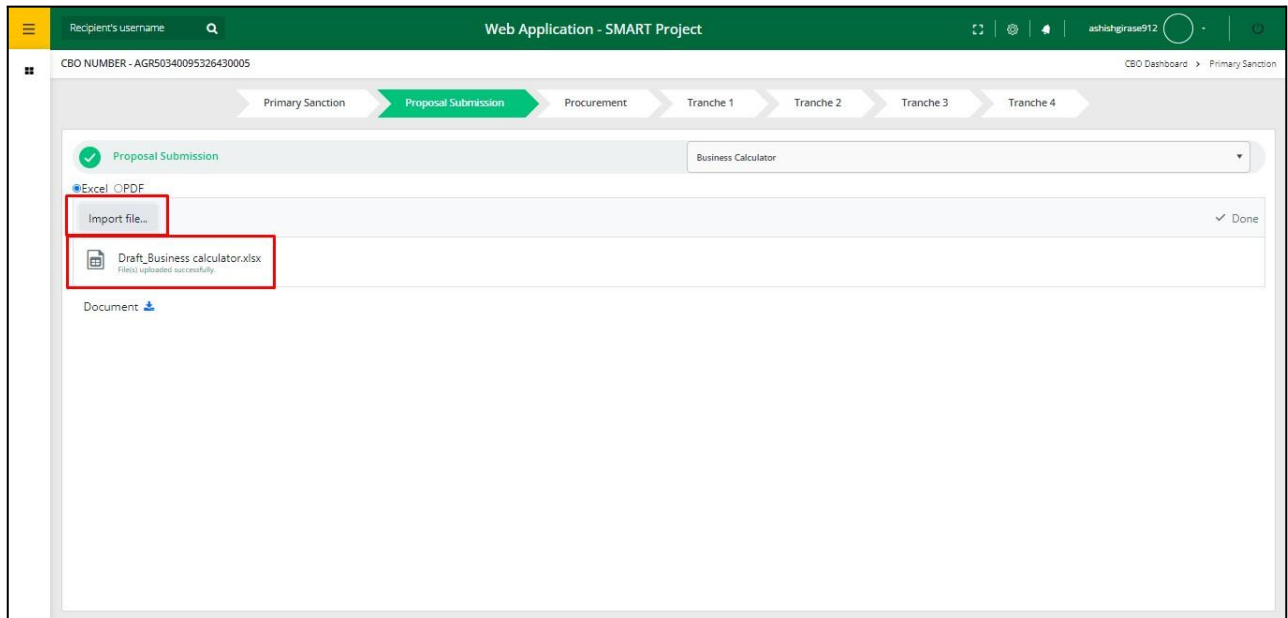 Recipient's username
Web Application - SMART Project
ashishgirase912
CBO NUMBER - AGR50340095326430005
CBO Dashboard > Primary Sanction
Primary Sanction
Proposal Submission
Procurement
Tranche 1
Tranche 2
Tranche 3
Tranche 4
Proposal Submission
Business Calculator
Excel PDF
Import file...
Done
Draft_Business calculator.xlsx
File(s) uploaded successfully.
Document